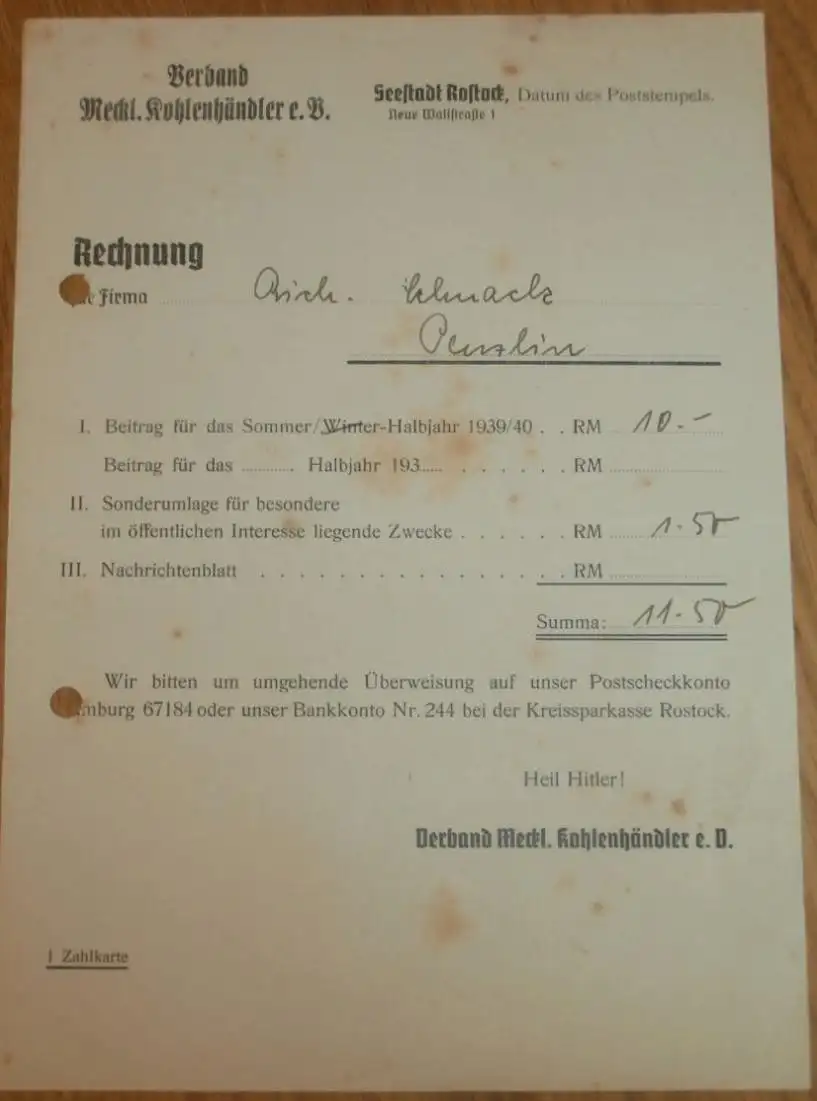 Verband
Meckl. Kohlenhändler e. V.
Seestadt Rostock, Datum des Poststempels.
Neue Wallstraße 1
Rechnung
Firma Rich. Schnack
Penzlin
I. Beitrag für das Sommer/Winter-Halbjahr 1939/40 . . RM 10.-
Beitrag für das ............ Halbjahr 193..... . . . . . . RM
II. Sonderumlage für besondere
im öffentlichen Interesse liegende Zwecke . . . . . . RM 1.50
III. Nachrichtenblatt . . . . . . . . . . . . . . . . RM
Summa: 11.50
Wir bitten um umgehende Überweisung auf unser Postscheckkonto
mburg 67184 oder unser Bankkonto Nr. 244 bei der Kreissparkasse Rostock.
Heil Hitler!
Verband Meckl. Kohlenhändler e. V.
1 Zahlkarte